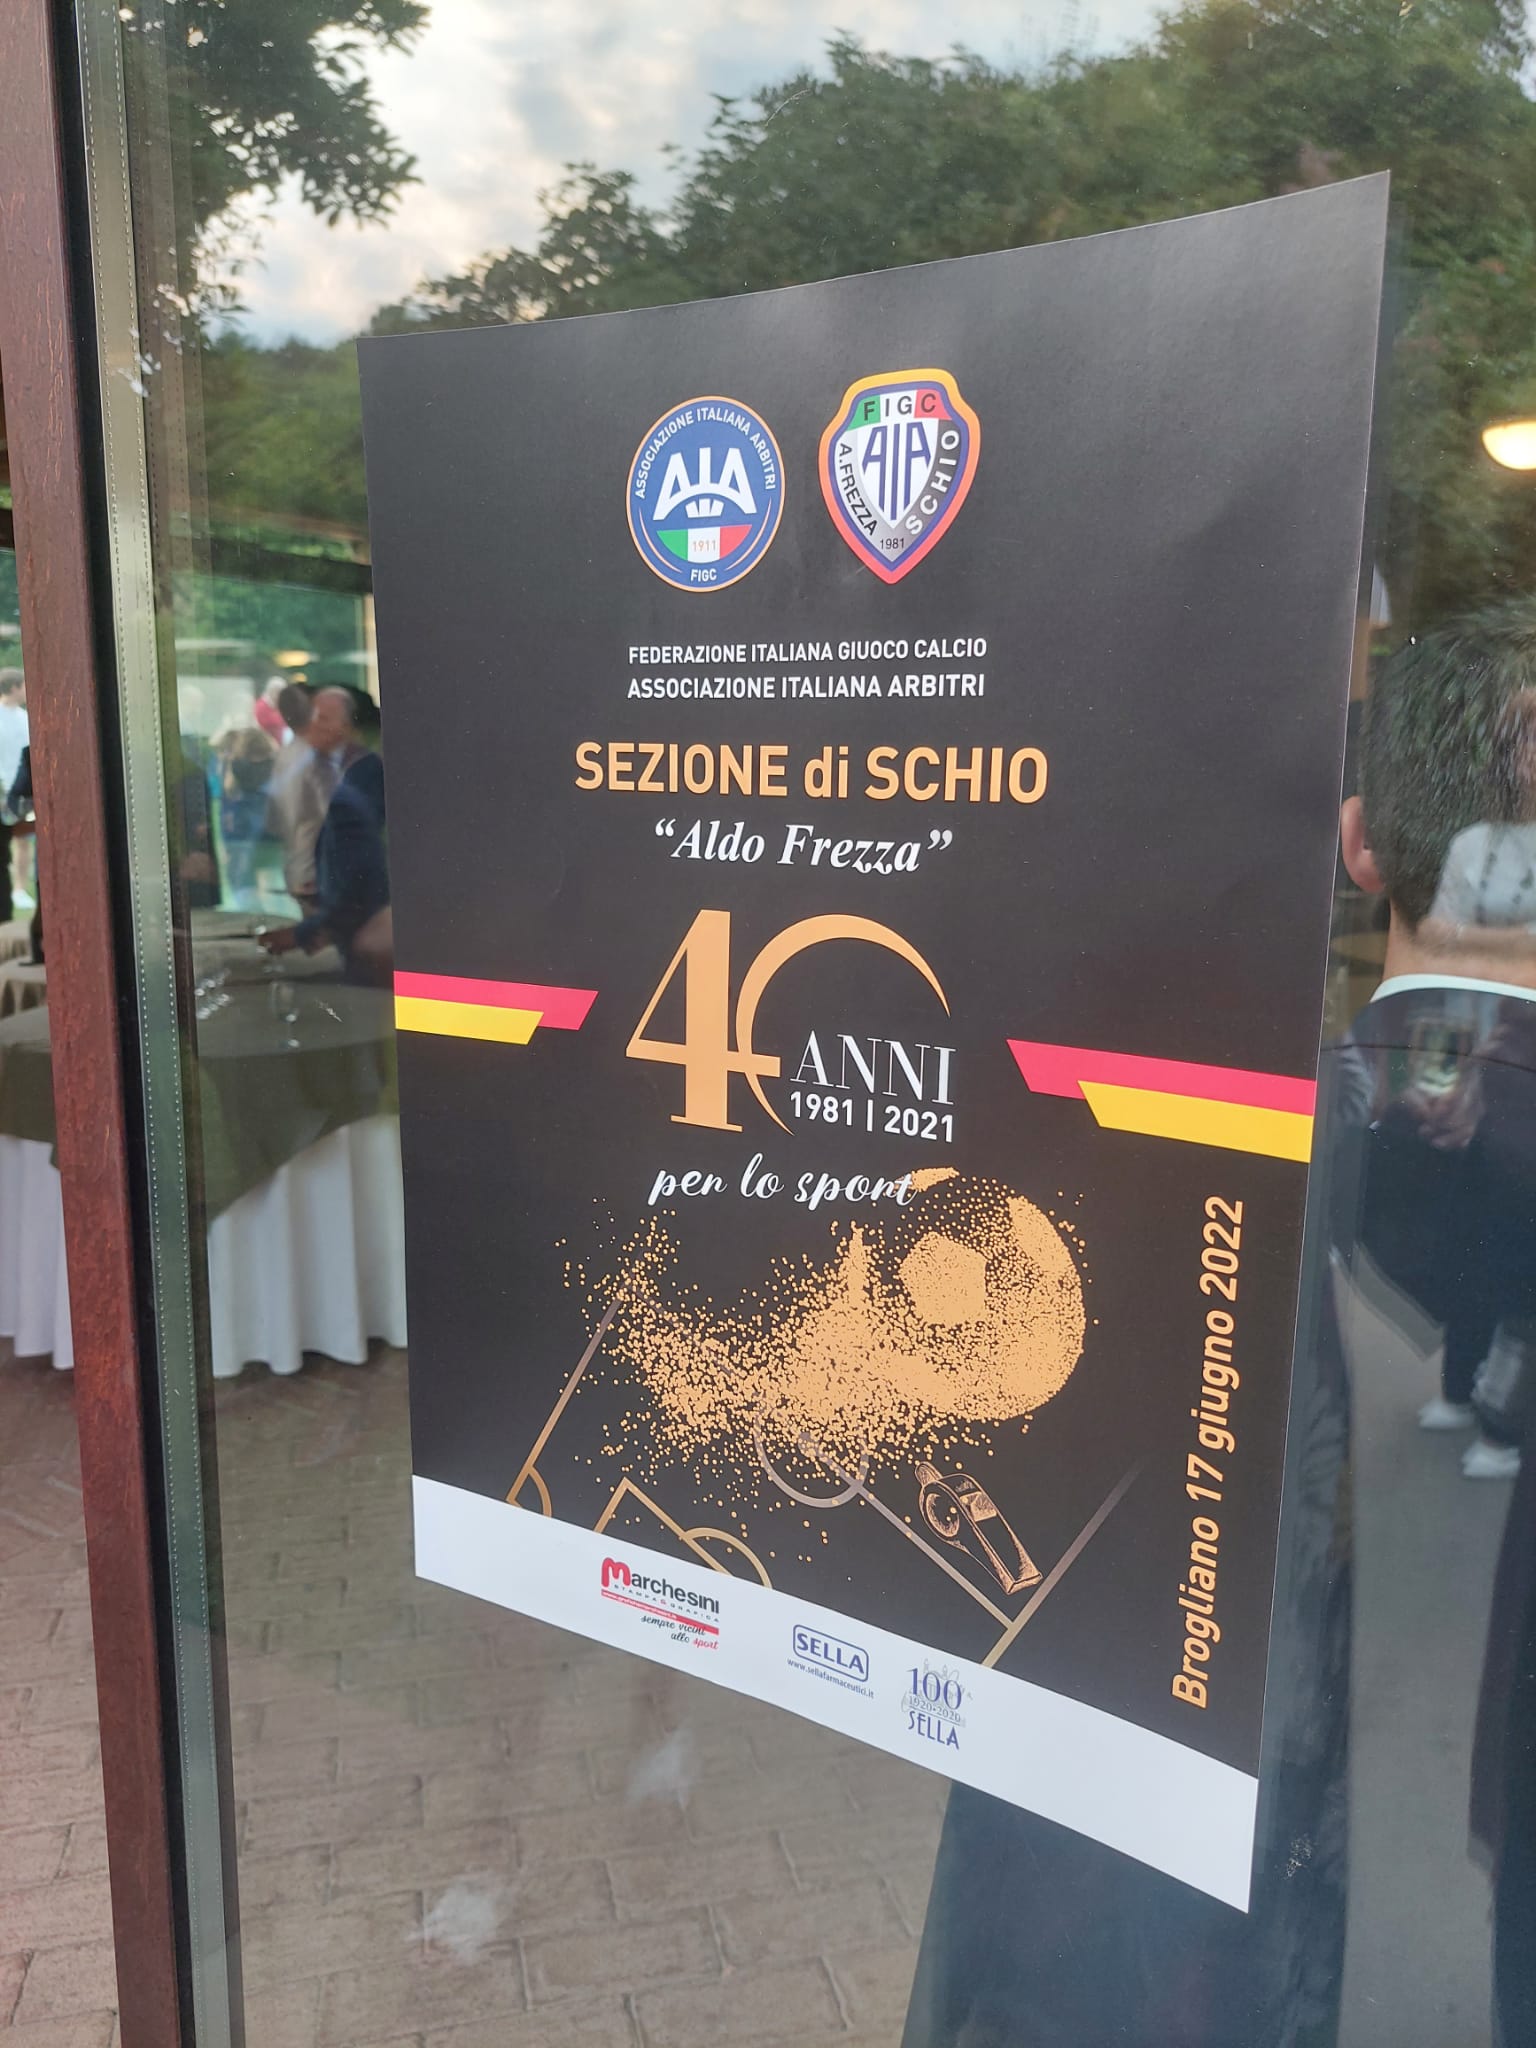 ASSOCIAZIONE ITALIANA ARBITRI
AIA
1911
FIGC
FIGC
AIA
A.FREZZA
SCHIO
1981
FEDERAZIONE ITALIANA GIUOCO CALCIO
ASSOCIAZIONE ITALIANA ARBITRI
SEZIONE di SCHIO
“Aldo Frezza”
40
ANNI
1981 | 2021
per lo sport
Brogliano 17 giugno 2022
Marchesini
STAMPA GRAFICA
sempre vicini
allo sport
SELLA
www.sellafarmaceutici.it
100
1920-2020
SELLA